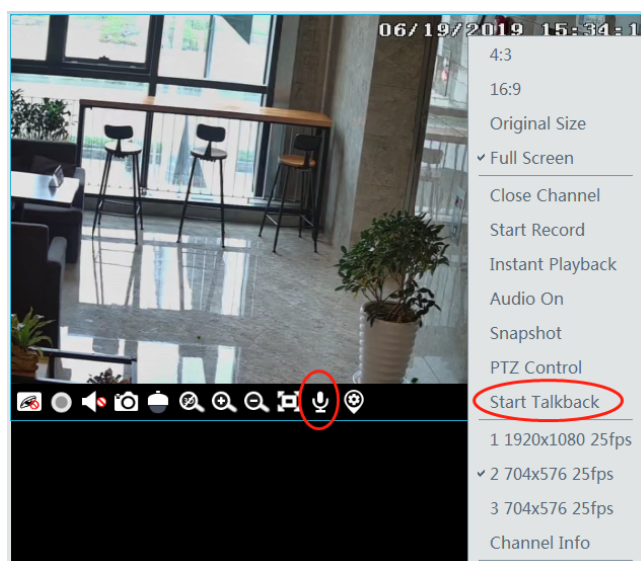 06/19/2019 15:34:1
4:3
16:9
Original Size
Full Screen
Close Channel
Start Record
Instant Playback
Audio On
Snapshot
PTZ Control
Start Talkback
1 1920x1080 25fps
2 704x576 25fps
3 704x576 25fps
Channel Info
3D